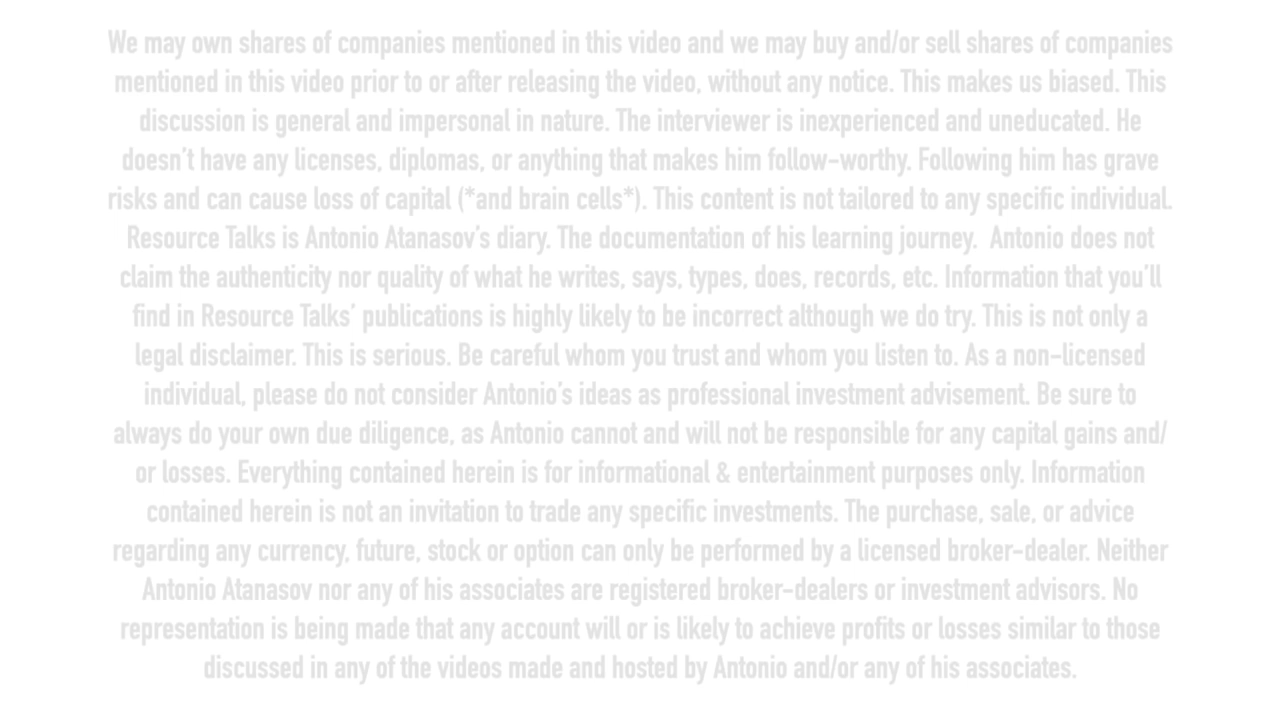 We may own shares of companies mentioned in this video and we may buy and/or sell shares of companies
mentioned in this video prior to or after releasing the video, without any notice. This makes us biased. This
discussion is general and impersonal in nature. The interviewer is inexperienced and uneducated. He
doesn't have any licenses, diplomas, or anything that makes him follow-worthy. Following him has grave
risks and can cause loss of capital (*and brain cells*). This content is not tailored to any specific individual.
Resource Talks is Antonio Atanasov's diary. The documentation of his learning journey.  Antonio does not
claim the authenticity nor quality of what he writes, says, types, does, records, etc. Information that you'll
find in Resource Talks' publications is highly likely to be incorrect although we do try. This is not only a
legal disclaimer. This is serious. Be careful whom you trust and whom you listen to. As a non-licensed
individual, please do not consider Antonio's ideas as professional investment advisement. Be sure to
always do your own due diligence, as Antonio cannot and will not be responsible for any capital gains and/
or losses. Everything contained herein is for informational & entertainment purposes only. Information
contained herein is not an invitation to trade any specific investments. The purchase, sale, or advice
regarding any currency, future, stock or option can only be performed by a licensed broker-dealer. Neither
Antonio Atanasov nor any of his associates are registered broker-dealers or investment advisors. No
representation is being made that any account will or is likely to achieve profits or losses similar to those
discussed in any of the videos made and hosted by Antonio and/or any of his associates.